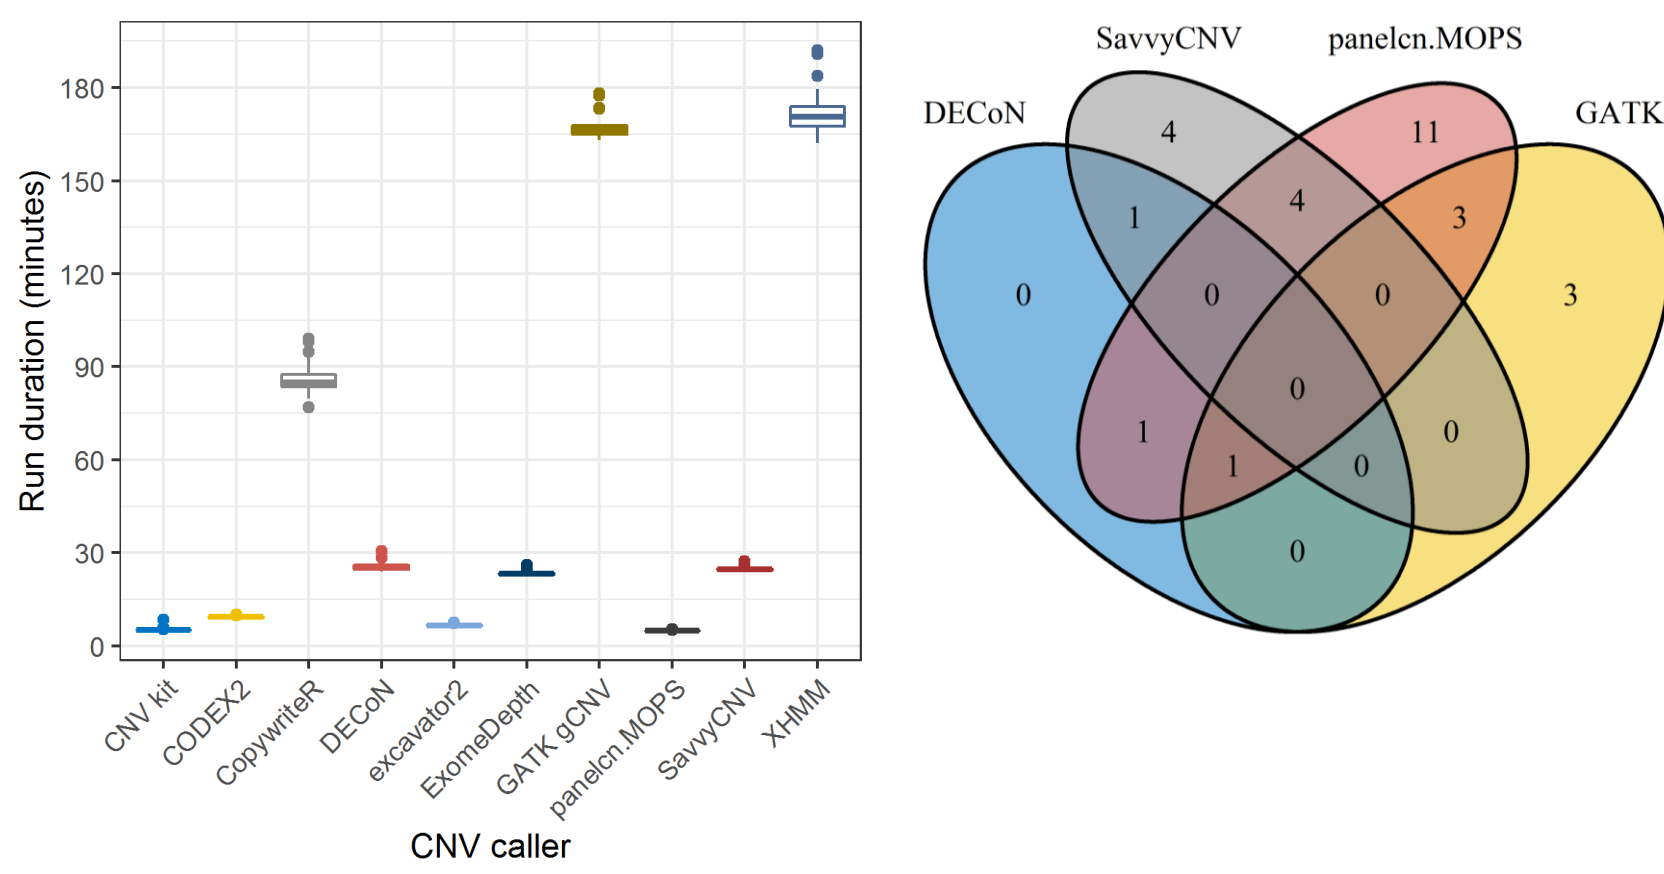 Run duration (minutes)
180
150
120
90
60
30
0
CNV kit
CODEX2
CopywriteR
DECoN
excavator2
ExomeDepth
GATK gCNV
panelcn.MOPS
SavvyCNV
XHMM
CNV caller
SavvyCNV panelcn.MOPS
DECoN GATK
4 11
1 4 3
0 0 0 3
0
1 0
1 0
0